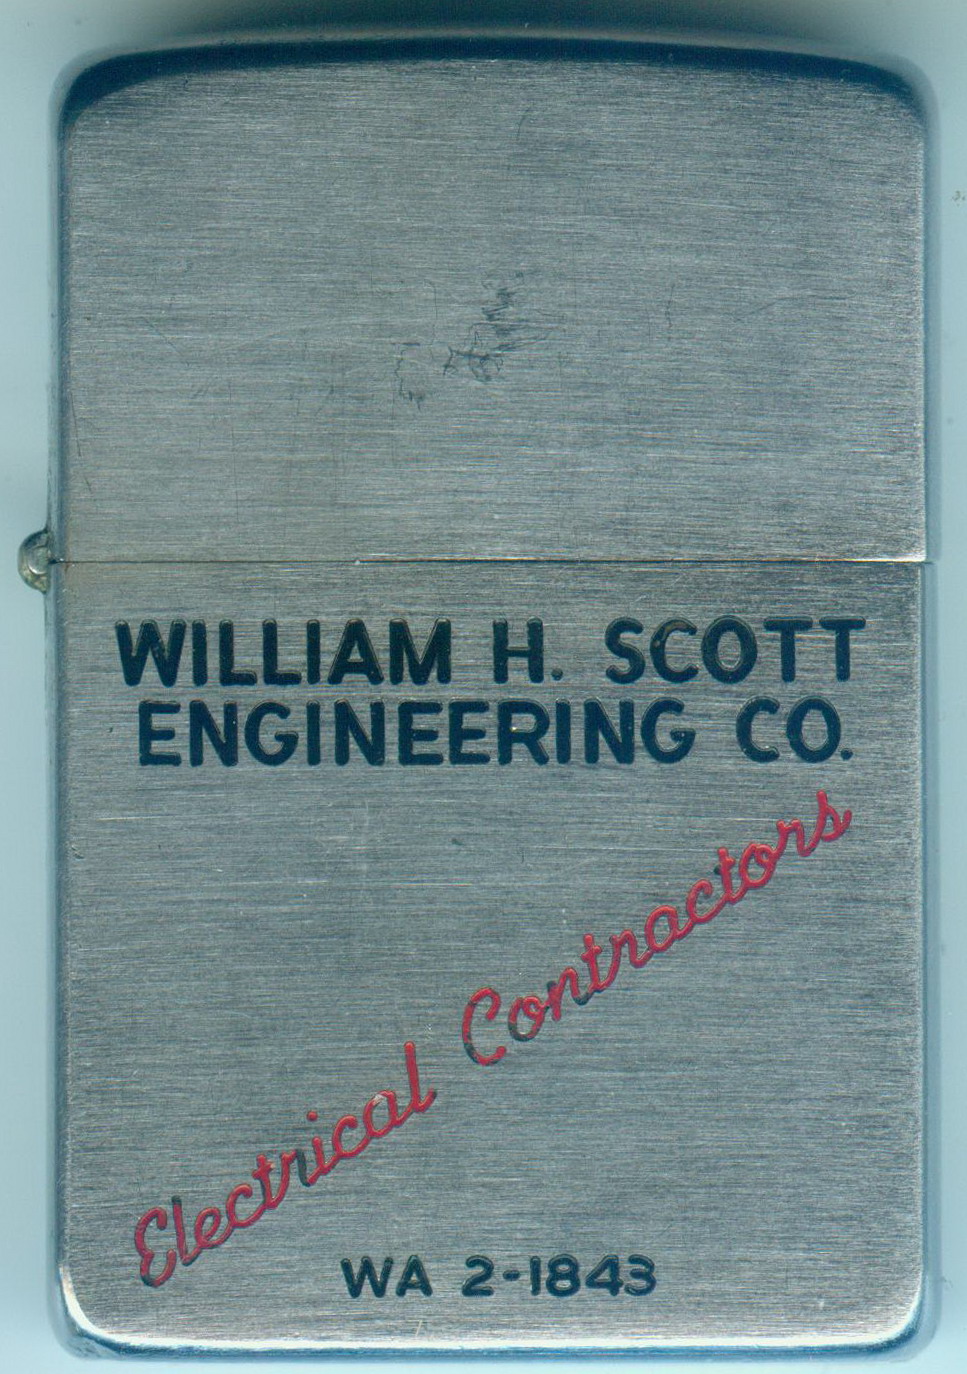 WILLIAM H. SCOTT
ENGINEERING CO.
Electrical Contractors
WA 2-1843